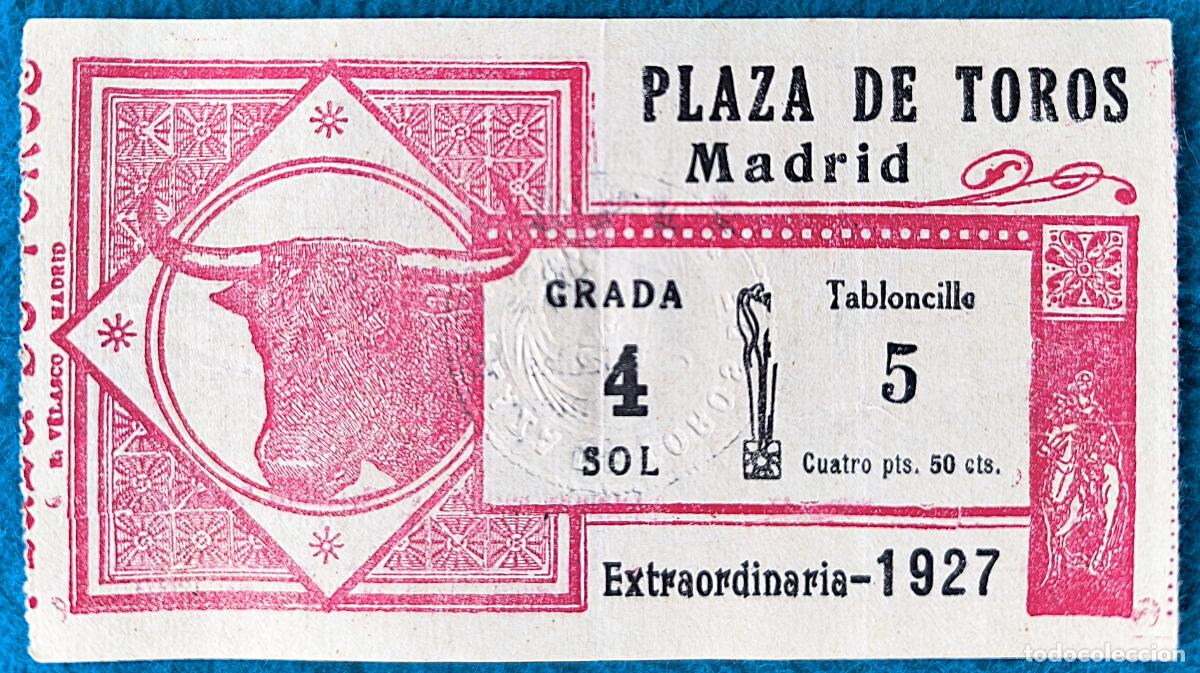 PLAZA DE TOROS
Madrid
GRADA
4
SOL
Tabloncillo
5
Cuatro pts. 50 cts.
Extraordinaria-1927
R. VELASCO MADRID
todocoleccion